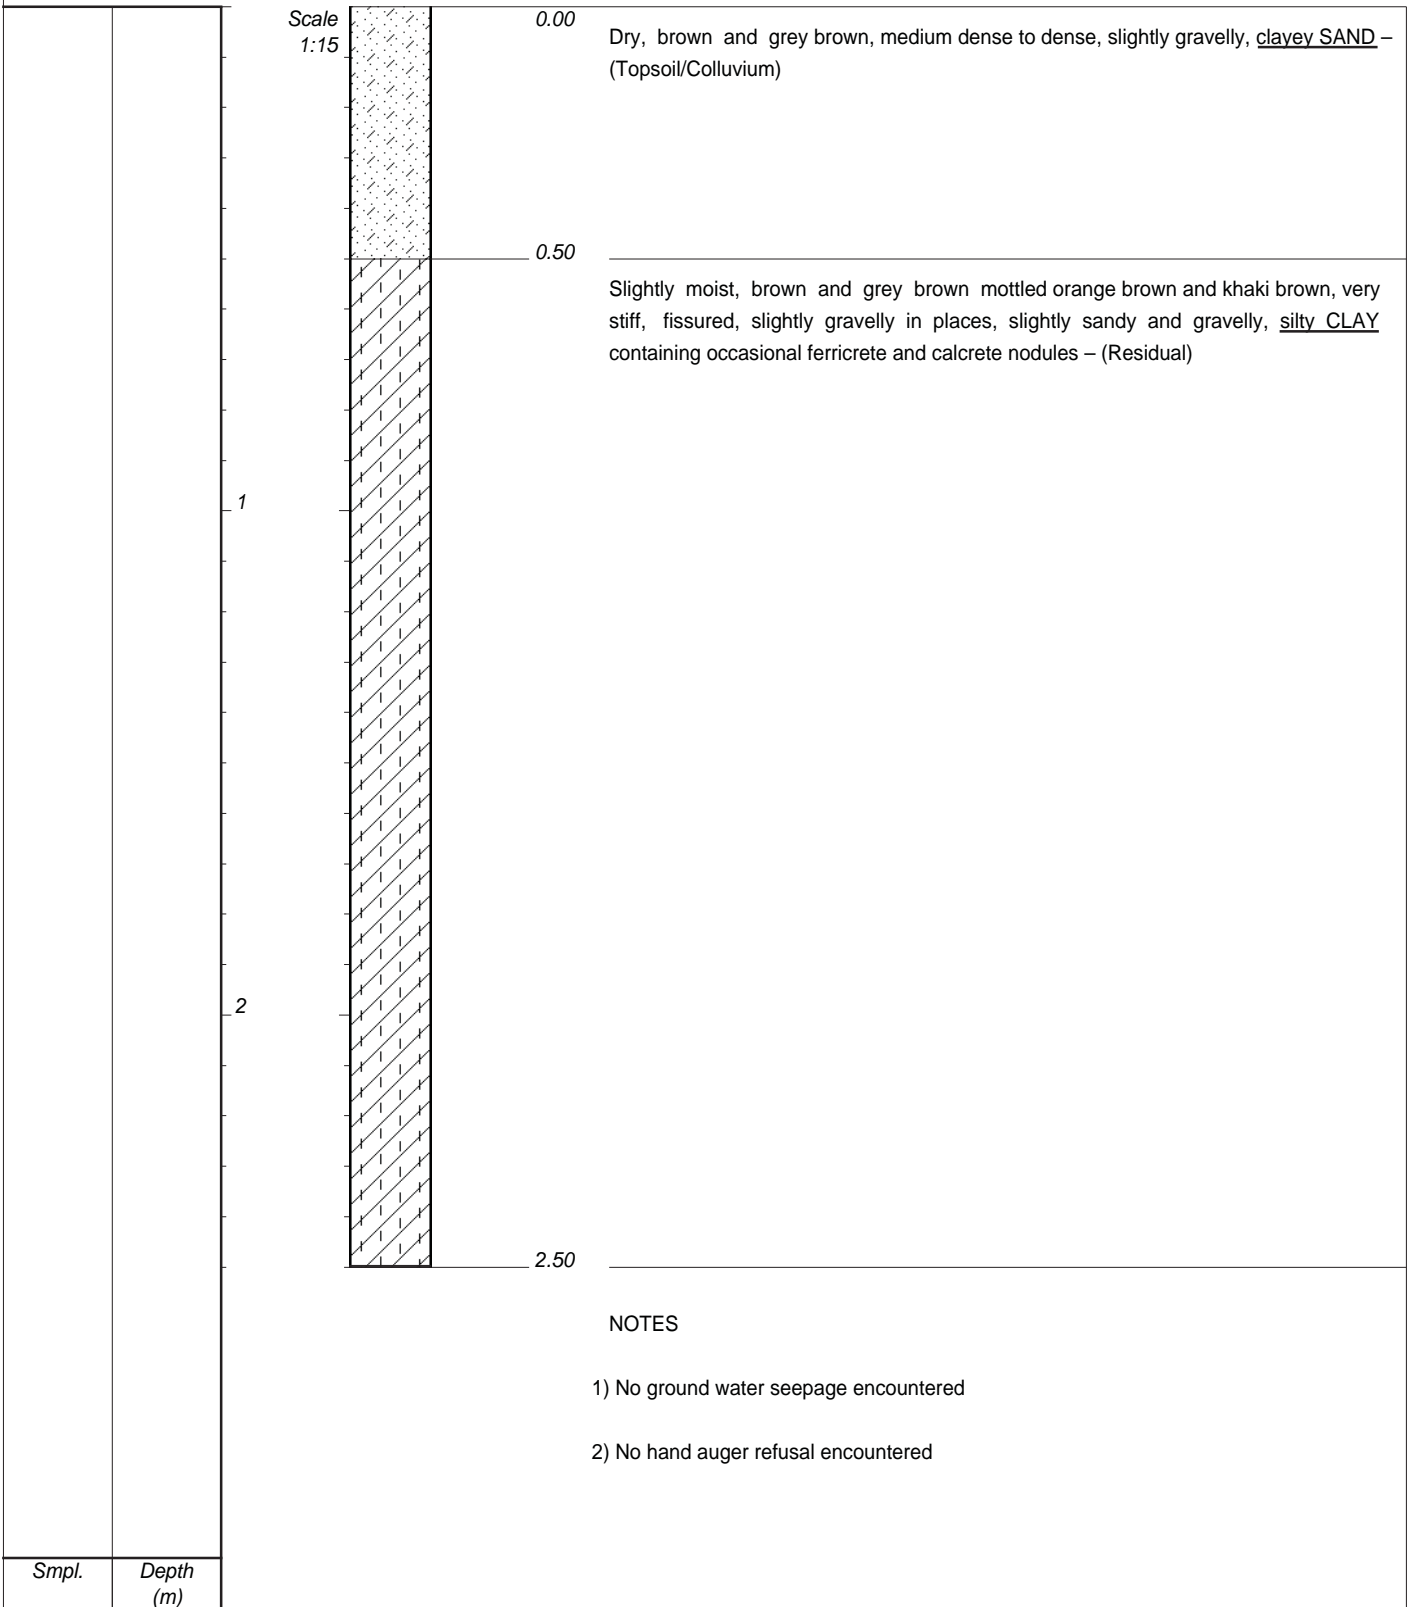 Scale
1:15
0.00
Dry, brown and grey brown, medium dense to dense, slightly gravelly, clayey SAND –
(Topsoil/Colluvium)
0.50
Slightly moist, brown and grey brown mottled orange brown and khaki brown, very
stiff, fissured, slightly gravelly in places, slightly sandy and gravelly, silty CLAY
containing occasional ferricrete and calcrete nodules – (Residual)
1
2
2.50
NOTES
1) No ground water seepage encountered
2) No hand auger refusal encountered
Smpl.
Depth
(m)